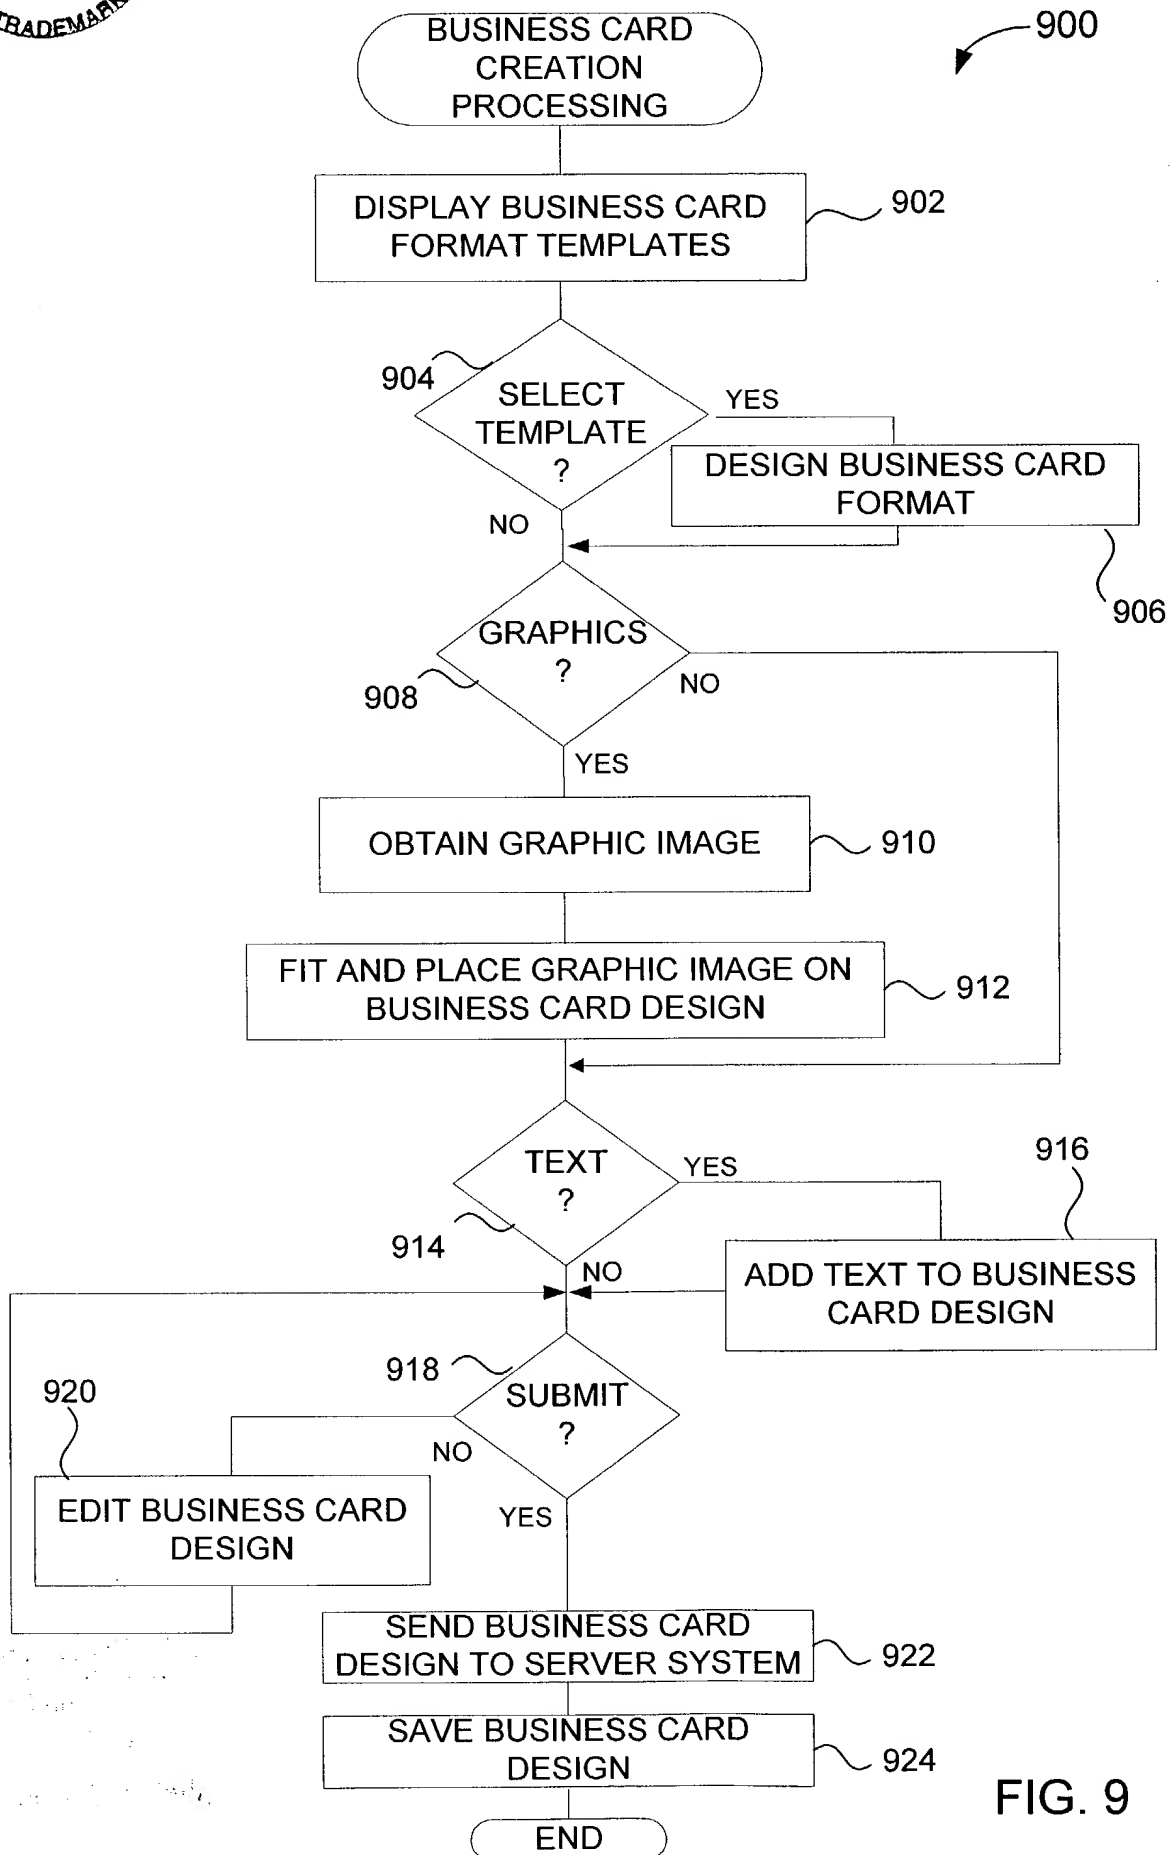 TRADEMARK
BUSINESS CARD
CREATION
PROCESSING
900
DISPLAY BUSINESS CARD
FORMAT TEMPLATES
902
904
SELECT
TEMPLATE
?
YES
DESIGN BUSINESS CARD
FORMAT
906
NO
GRAPHICS
?
908
NO
YES
OBTAIN GRAPHIC IMAGE
910
FIT AND PLACE GRAPHIC IMAGE ON
BUSINESS CARD DESIGN
912
TEXT
?
YES
914
916
NO
ADD TEXT TO BUSINESS
CARD DESIGN
918
SUBMIT
?
920
NO
EDIT BUSINESS CARD
DESIGN
YES
SEND BUSINESS CARD
DESIGN TO SERVER SYSTEM
922
SAVE BUSINESS CARD
DESIGN
924
END
FIG. 9